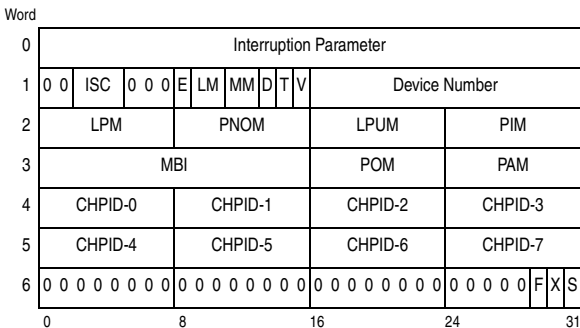 Word
0 Interruption Parameter
1 0 0 ISC 0 0 0 E LM MM D T V Device Number
2 LPM PNOM LPUM PIM
3 MBI POM PAM
4 CHPID-0 CHPID-1 CHPID-2 CHPID-3
5 CHPID-4 CHPID-5 CHPID-6 CHPID-7
6 0 0 0 0 0 0 0 0 0 0 0 0 0 0 0 0 0 0 0 0 0 0 0 0 0 0 0 0 0 F X S
0 8 16 24 31